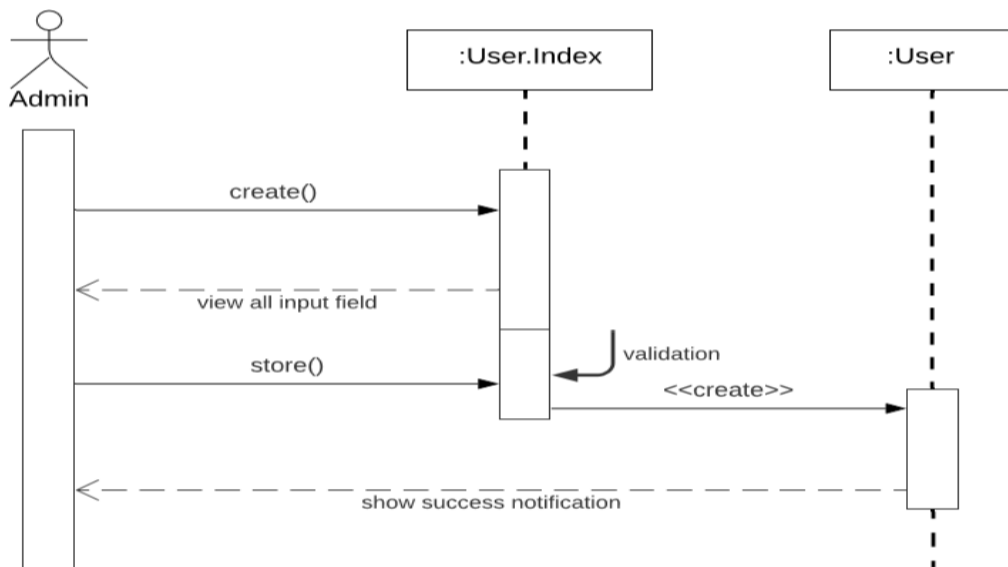 :User.Index
:User
Admin
create()
view all input field
store()
validation
<<create>>
show success notification